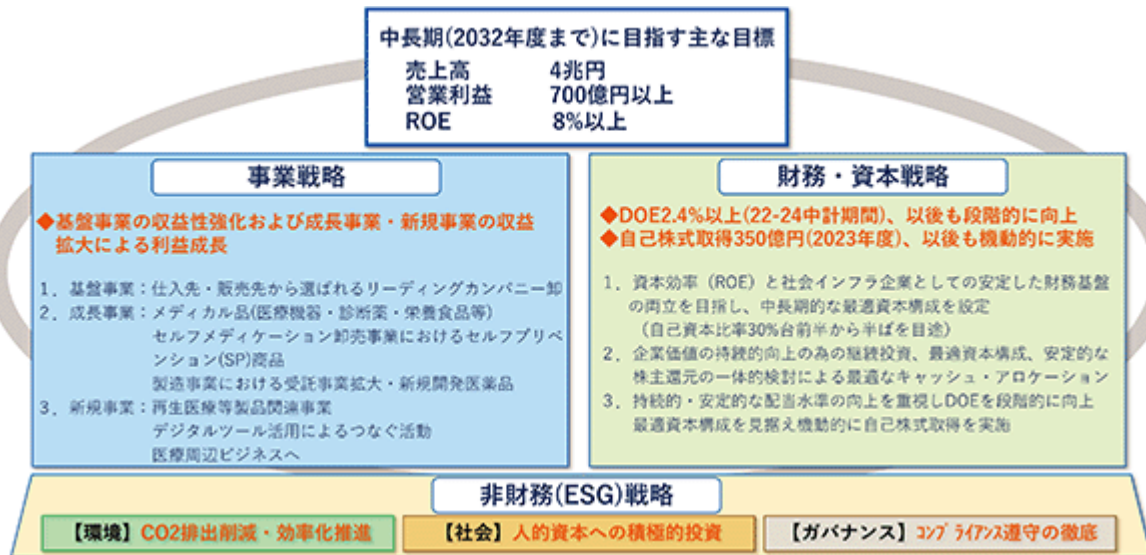 中長期(2032年度まで)に目指す主な目標
売上高 4兆円
営業利益 700億円以上
ROE 8%以上
事業戦略
◆基盤事業の収益性強化および成長事業・新規事業の収益
拡大による利益成長
1．基盤事業：仕入先・販売先から選ばれるリーディングカンパニー卸
2．成長事業：メディカル品(医療機器・診断薬・栄養食品等)
セルフメディケーション卸売事業におけるセルフプリベ
ンション(SP)商品
製造事業における受託事業拡大・新規開発医薬品
3．新規事業：再生医療等製品関連事業
デジタルツール活用によるつなぐ活動
医療周辺ビジネスへ
財務・資本戦略
◆DOE2.4%以上(22-24中計期間)、以後も段階的に向上
◆自己株式取得350億円(2023年度)、以後も機動的に実施
1．資本効率（ROE）と社会インフラ企業としての安定した財務基盤
の両立を目指し、中長期的な最適資本構成を設定
（自己資本比率30%台前半から半ばを目途）
2．企業価値の持続的向上の為の継続投資、最適資本構成、安定的な
株主還元の一体的検討による最適なキャッシュ・アロケーション
3．持続的・安定的な配当水準の向上を重視しDOEを段階的に向上
最適資本構成を見据え機動的に自己株式取得を実施
非財務(ESG)戦略
【環境】CO2排出削減・効率化推進
【社会】人的資本への積極的投資
【ガバナンス】コンプライアンス遵守の徹底